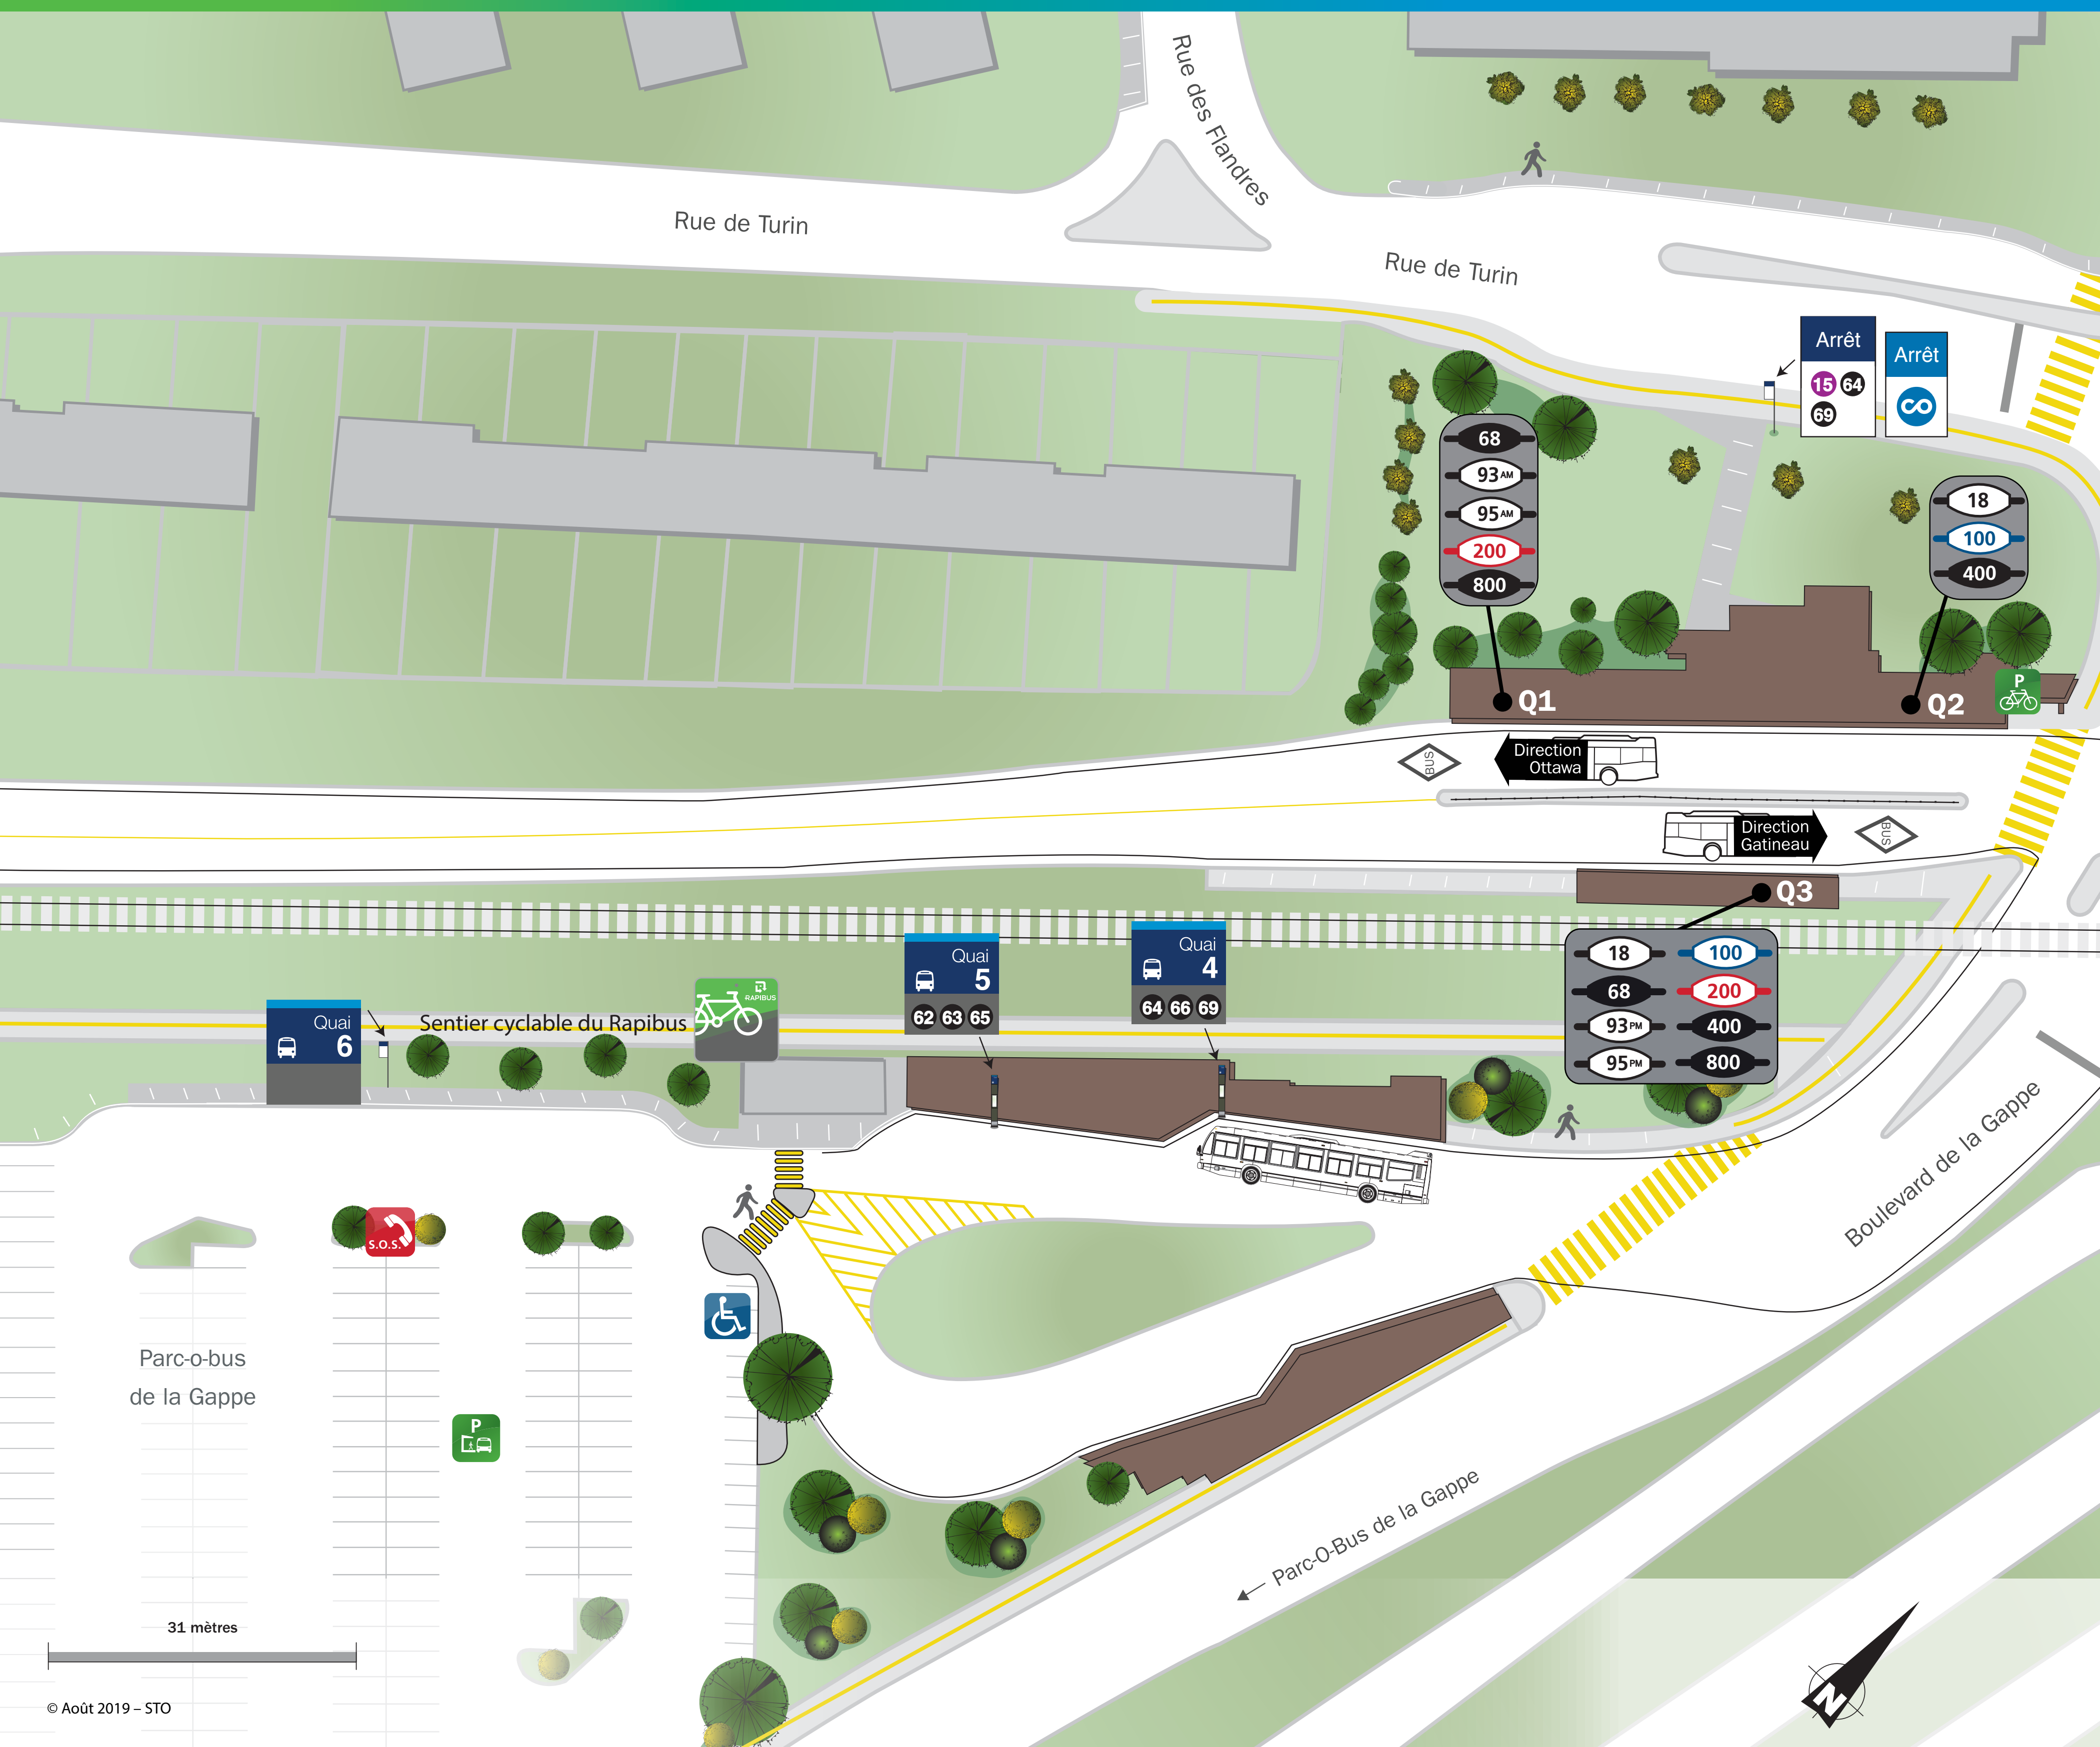 Rue des Flandres
Rue de Turin
Rue de Turin
Arrêt
15 64
69
Arrêt
68
93 AM
95 AM
200
800
18
100
400
Q1
Q2
P
BUS
Direction
Ottawa
Direction
Gatineau
BUS
Q3
18 100
68 200
93 PM 400
95 PM 800
Quai
4
64 66 69
Quai
5
62 63 65
RAPIBUS
Sentier cyclable du Rapibus
Quai
6
Boulevard de la Gappe
S.O.S.
Parc-o-bus
de la Gappe
P
Parc-O-Bus de la Gappe
31 mètres
N
© Août 2019 – STO